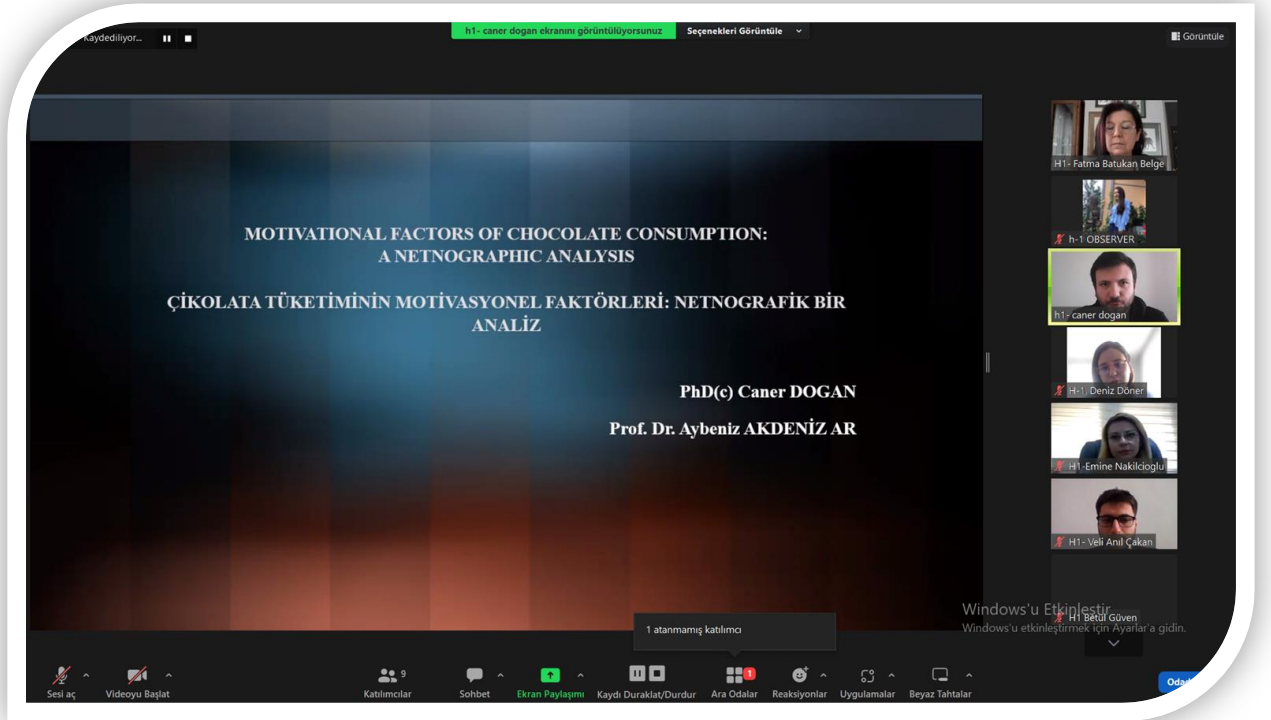 Kaydediliyor...
h1- caner dogan ekranını görüntülüyorsunuz
Seçenekleri Görüntüle
Görüntüle
MOTIVATIONAL FACTORS OF CHOCOLATE CONSUMPTION:
A NETNOGRAPHIC ANALYSIS
ÇİKOLATA TÜKETİMİNİN MOTİVASYONEL FAKTÖRLERİ: NETNOGRAFİK BİR
ANALİZ
PhD(c) Caner DOGAN
Prof. Dr. Aybeniz AKDENİZ AR
H1- Fatma Batukan Belge
h-1 OBSERVER
h1- caner dogan
H-1, Deniz Döner
H1-Emine Nakilcioglu
H1- Veli Anıl Çakan
H1 Betül Güven
Windows'u Etkinleştir
Windows'u etkinleştirmek için Ayarlar'a gidin.
1 atanmamış katılımcı
Sesi aç
Videoyu Başlat
9
Katılımcılar
Sohbet
Ekran Paylaşımı
Kaydı Duraklat/Durdur
1
Ara Odalar
Reaksiyonlar
Uygulamalar
Beyaz Tahtalar